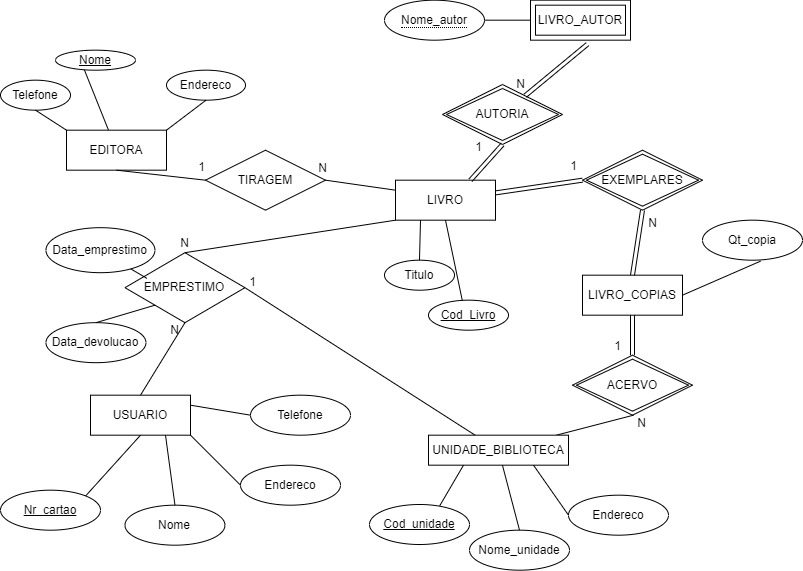 Nome_autor
LIVRO_AUTOR
Nome
Telefone
Endereco
N
AUTORIA
EDITORA
1
1
N
1
TIRAGEM
EXEMPLARES
LIVRO
N
Qt_copia
Data_emprestimo
N
Titulo
EMPRESTIMO
1
LIVRO_COPIAS
Cod_Livro
N
Data_devolucao
1
ACERVO
USUARIO
Telefone
N
UNIDADE_BIBLIOTECA
Endereco
Nr_cartao
Nome
Cod_unidade
Endereco
Nome_unidade